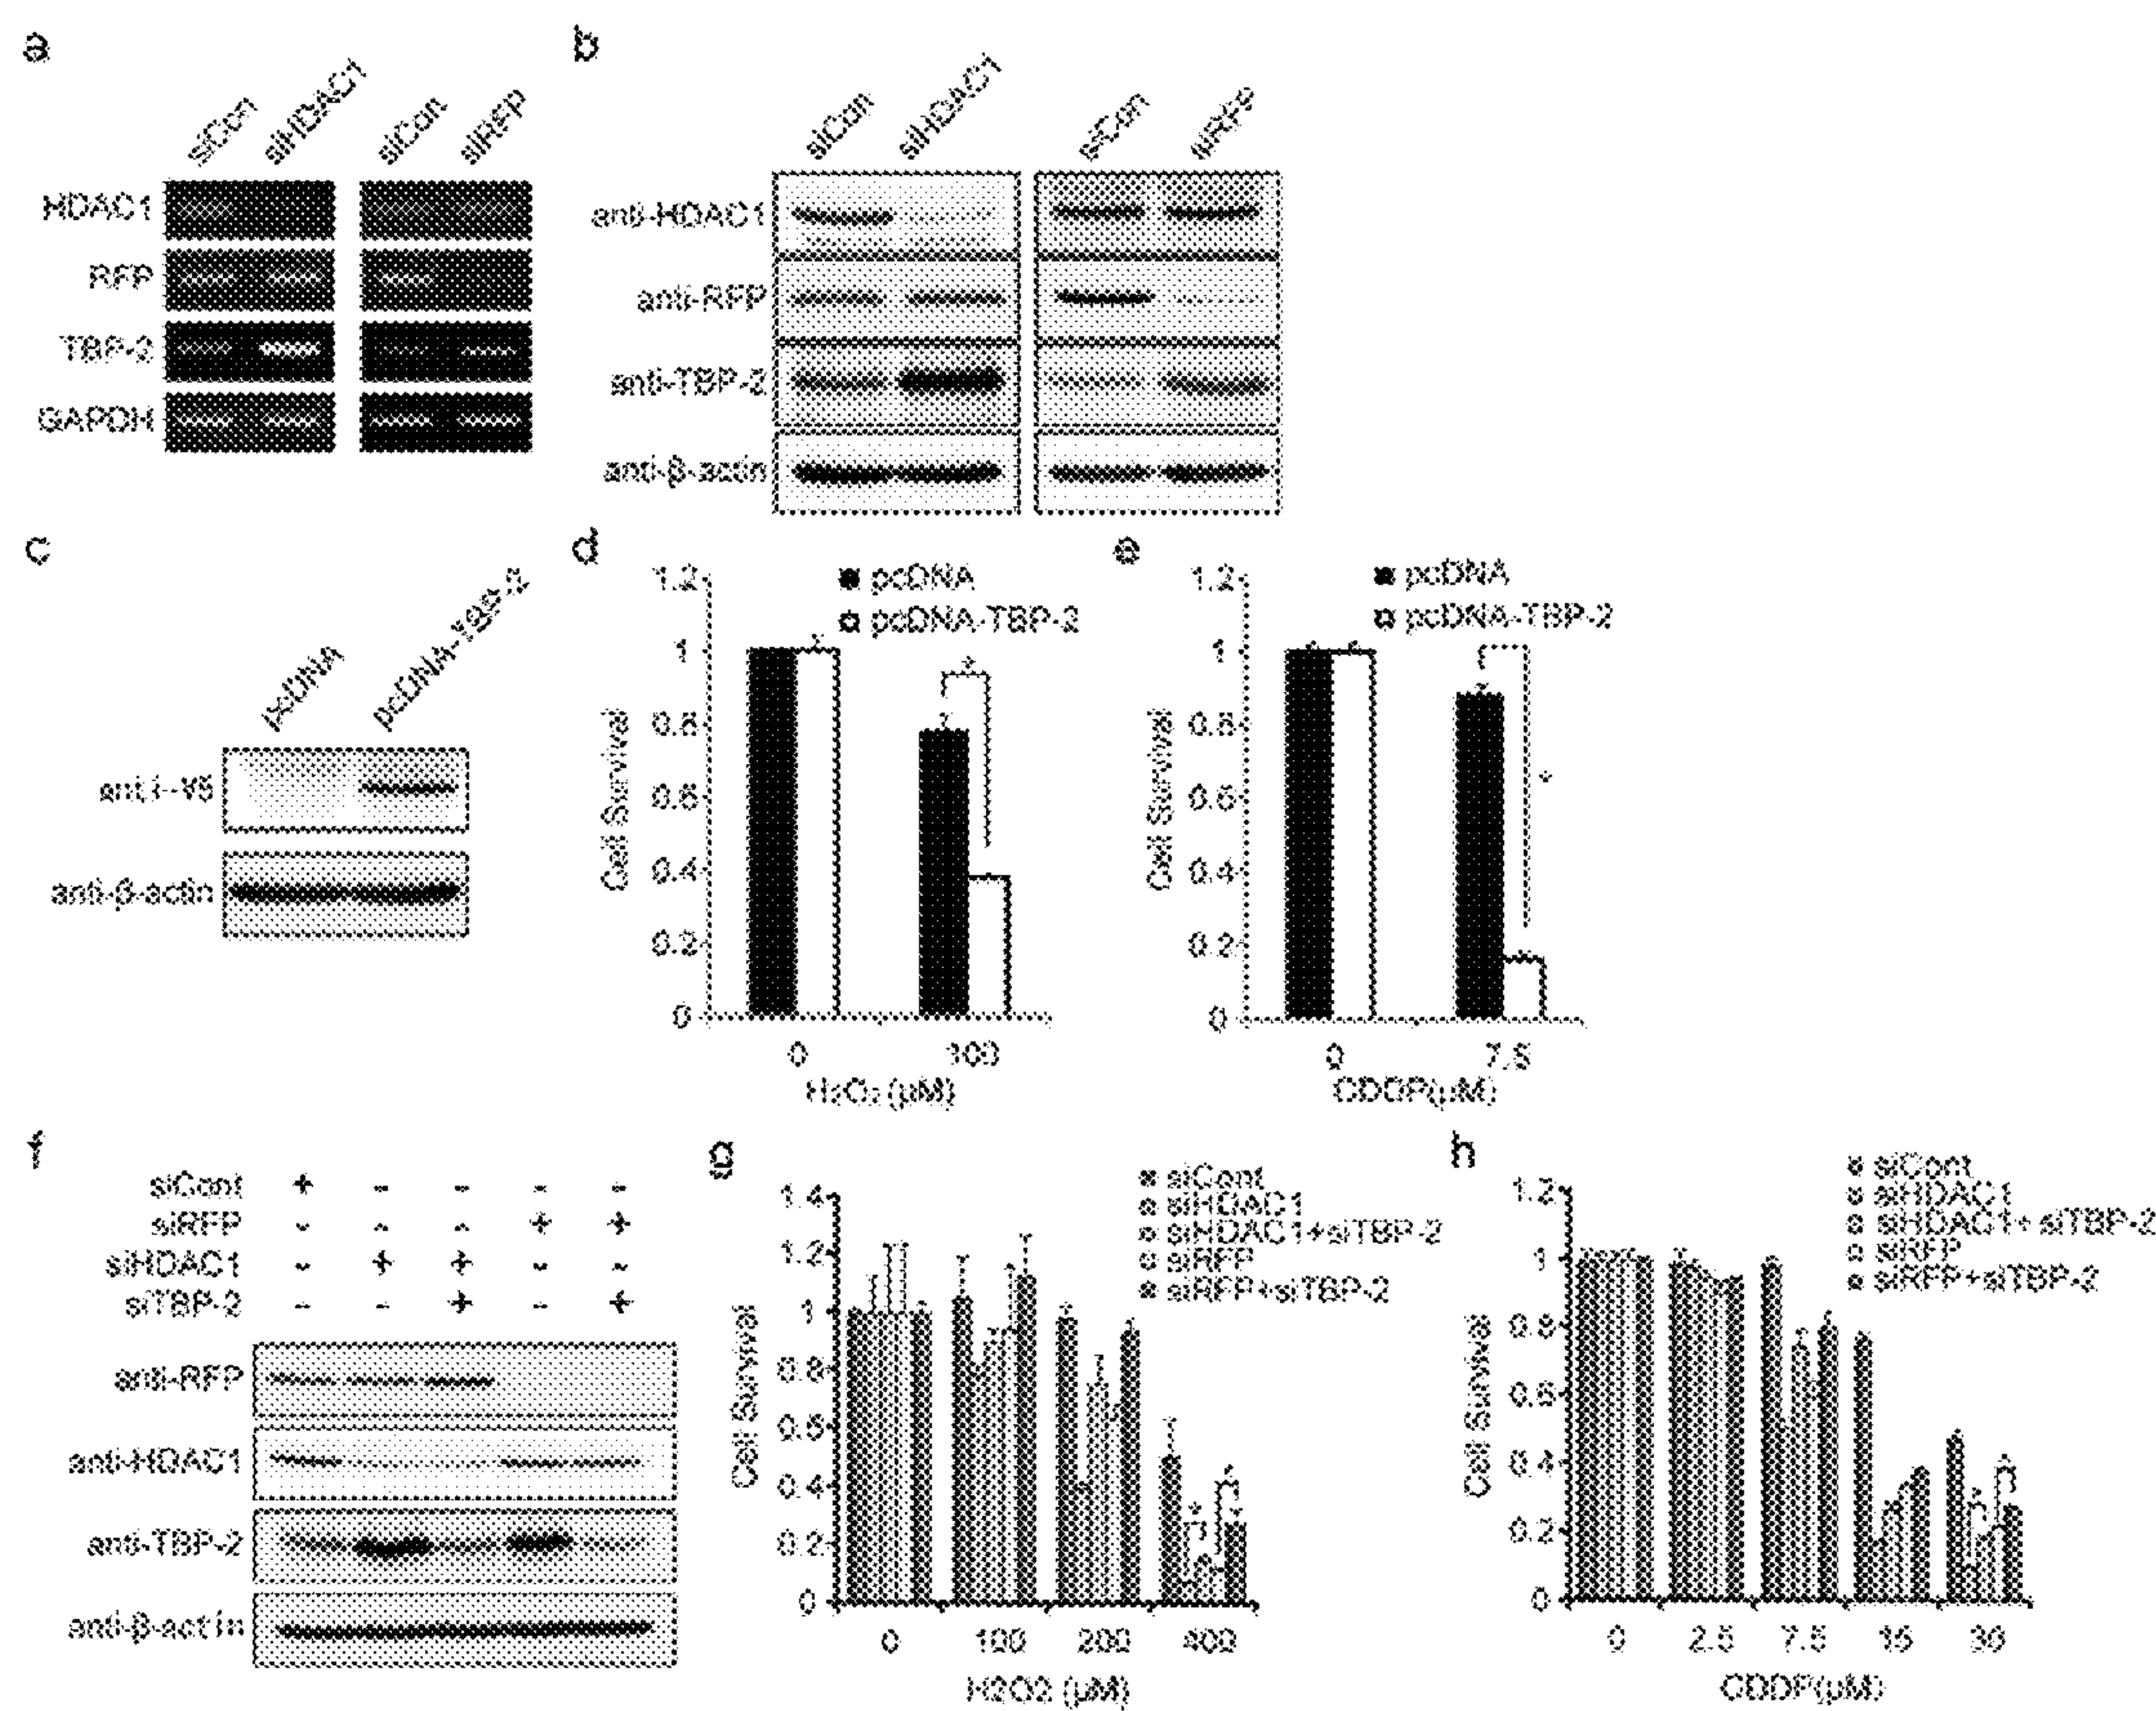 a
siCon siHDAC1 siCon siRFP
HDAC1
RFP
TBP-2
GAPDH
b
siCon siHDAC1 siCon siRFP
anti-HDAC1
anti-RFP
anti-TBP-2
anti-β-actin
c
pcDNA pcDNA-TBP-2
anti-V5
anti-β-actin
d
pcDNA
pcDNA-TBP-2
1.2
1
0.8
0.6
0.4
0.2
0
Cell Survival
*
0
H₂O₂ (μM)
e
pcDNA
pcDNA-TBP-2
1.2
1
0.8
0.6
0.4
0.2
0
Cell Survival
*
0 7.5
CDDP(μM)
f
siCont + - - - -
siRFP - - - + +
siHDAC1 - + + - -
siTBP-2 - - + - +
anti-RFP
anti-HDAC1
anti-TBP-2
anti-β-actin
g
siCont
siHDAC1
siHDAC1+siTBP-2
siRFP
siRFP+siTBP-2
1.4
1.2
1
0.8
0.6
0.4
0.2
0
Cell Survival
* *
0 100 200 400
H2O2 (μM)
h
siCont
siHDAC1
siHDAC1+ siTBP-2
siRFP
siRFP+siTBP-2
1.2
1
0.8
0.6
0.4
0.2
0
Cell Survival
* *
0 2.5 7.5 15 30
CDDP(μM)